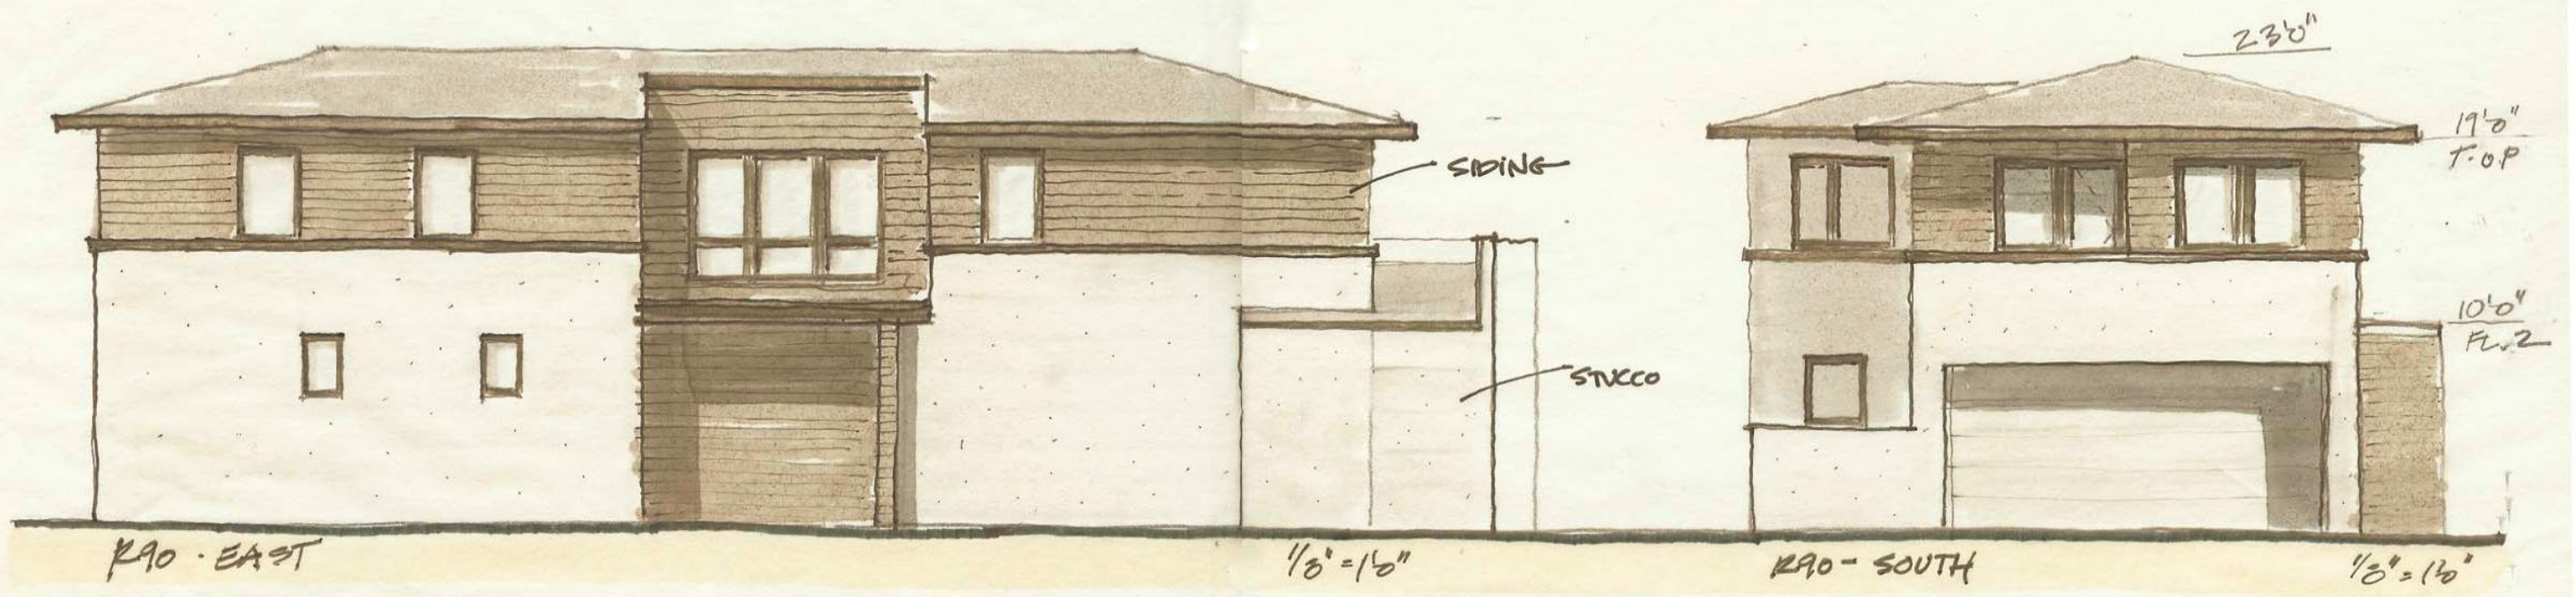 23'0"
19'0"
T.O.P
SIDING
10'0"
FL.2
STUCCO
R90 - EAST
1/8" = 1'0"
R90 - SOUTH
1/8" = 1'0"